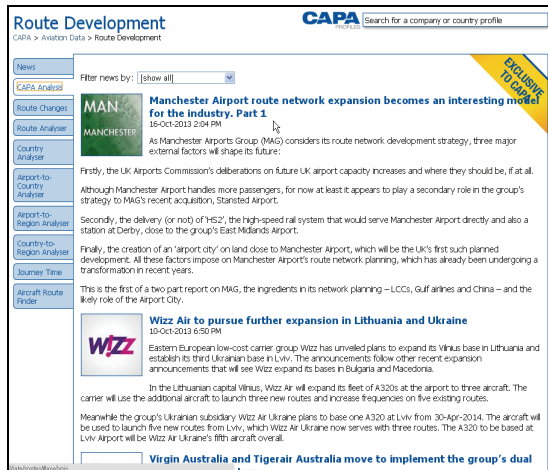 Route Development
CAPA > Aviation Data > Route Development
CAPA
PROFILES
Search for a company or country profile
News
CAPA Analysis
Route Changes
Route Analyser
Country
Analyser
Airport-to-
Country
Analyser
Airport-to-
Region Analyser
Country-to-
Region Analyser
Journey Time
Aircraft Route
Finder
Filter news by: [show all]
EXCLUSIVE
TO CAPA
MAN
MANCHESTER
Manchester Airport route network expansion becomes an interesting model
for the industry. Part 1
16-Oct-2013 2:04 PM
As Manchester Airports Group (MAG) considers its route network development strategy, three major
external factors will shape its future:
Firstly, the UK Airports Commission's deliberations on future UK airport capacity increases and where they should be, if at all.
Although Manchester Airport handles more passengers, for now at least it appears to play a secondary role in the group's
strategy to MAG's recent acquisition, Stansted Airport.
Secondly, the delivery (or not) of 'HS2', the high-speed rail system that would serve Manchester Airport directly and also a
station at Derby, close to the group's East Midlands Airport.
Finally, the creation of an 'airport city' on land close to Manchester Airport, which will be the UK's first such planned
development. All these factors impose on Manchester Airport's route network planning, which has already been undergoing a
transformation in recent years.
This is the first of a two part report on MAG, the ingredients in its network planning – LCCs, Gulf airlines and China – and the
likely role of the Airport City.
WIZZ
Wizz Air to pursue further expansion in Lithuania and Ukraine
10-Oct-2013 6:50 PM
Eastern European low-cost carrier group Wizz has unveiled plans to expand its Vilnius base in Lithuania and
establish its third Ukrainian base in Lviv. The announcements follow other recent expansion
announcements that will see Wizz expand its bases in Bulgaria and Macedonia.
In the Lithuanian capital Vilnius, Wizz Air will expand its fleet of A320s at the airport to three aircraft. The
carrier will use the additional aircraft to launch three new routes and increase frequencies on five existing routes.
Meanwhile the group's Ukrainian subsidiary Wizz Air Ukraine plans to base one A320 at Lviv from 30-Apr-2014. The aircraft will
be used to launch five new routes from Lviv, which Wizz Air Ukraine now serves with three routes. The A320 to be based at
Lviv Airport will be Wizz Air Ukraine's fifth aircraft overall.
Virgin Australia and Tigerair Australia move to implement the group's dual